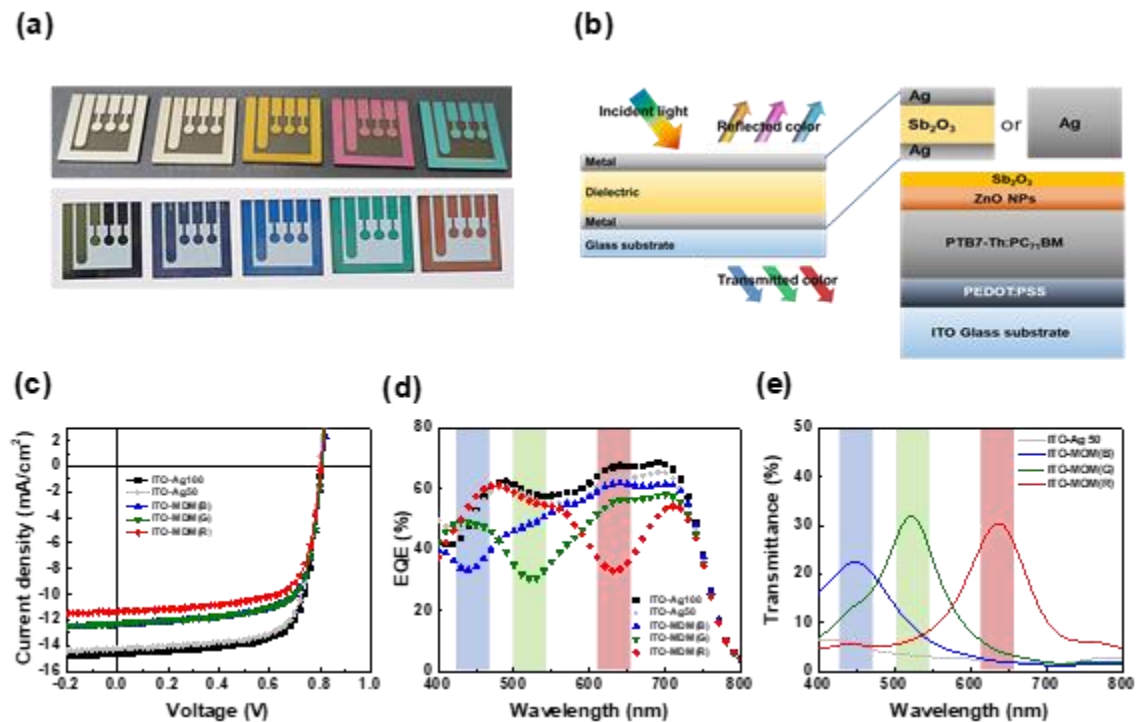 (a)
(b)
Incident light
Reflected color
Metal
Dielectric
Metal
Glass substrate
Transmitted color
Ag
Sb₂O₃
Ag
or
Ag
Sb₂O₃
ZnO NPs
PTB7-Th:PC₇₁BM
PEDOT:PSS
ITO Glass substrate
(c)
Current density (mA/cm²)
2
0
-2
-4
-6
-8
-10
-12
-14
-16
ITO-Ag100
ITO-Ag50
ITO-MDM(B)
ITO-MDM(G)
ITO-MDM(R)
-0.2 0.0 0.2 0.4 0.6 0.8 1.0
Voltage (V)
(d)
EQE (%)
80
60
40
20
0
ITO-Ag100
ITO-Ag50
ITO-MDM(B)
ITO-MDM(G)
ITO-MDM(R)
400 500 600 700 800
Wavelength (nm)
(e)
Transmittance (%)
50
40
30
20
10
0
ITO-Ag 50
ITO-MOM(B)
ITO-MOM(G)
ITO-MOM(R)
400 500 600 700 800
Wavelength (nm)